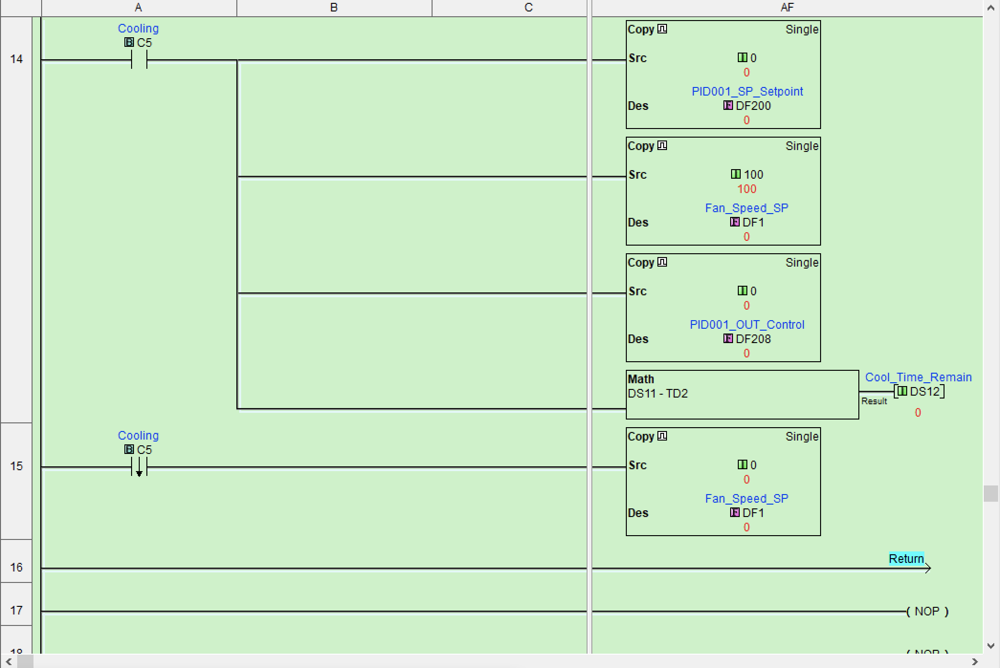 A B C AF
14
Cooling
B C5
Copy Single
Src 0
0
PID001_SP_Setpoint
Des F DF200
0
Copy Single
Src 100
100
Fan_Speed_SP
Des F DF1
0
Copy Single
Src 0
0
PID001_OUT_Control
Des F DF208
0
Math
DS11 - TD2
Cool_Time_Remain
DS12
Result
0
15
Cooling
B C5
Copy Single
Src 0
0
Fan_Speed_SP
Des F DF1
0
16
Return
17
( NOP )
18
( NOP )